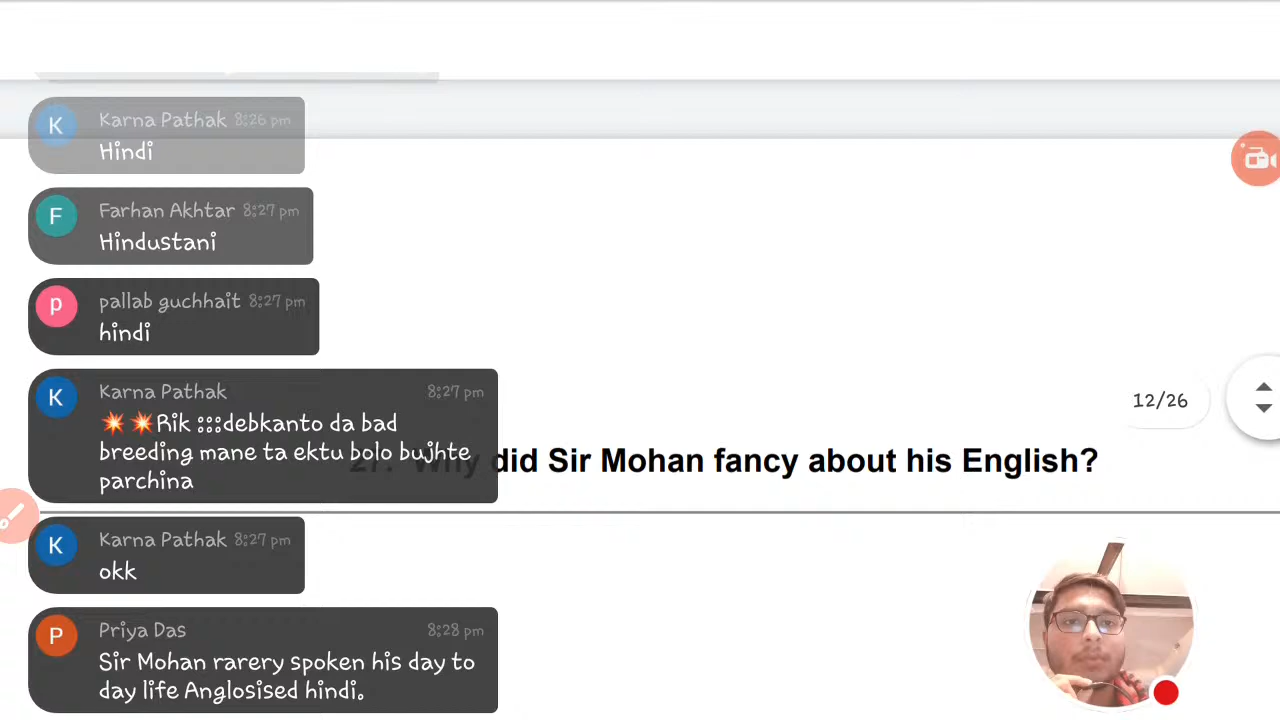 Karna Pathak 8:26 pm
Hindi
Farhan Akhtar 8:27 pm
Hindustani
pallab guchhait 8:27 pm
hindi
Karna Pathak 8:27 pm
💥💥Rik :::debkanto da bad
breeding mane ta ektu bolo bujhte
parchina
27. Why did Sir Mohan fancy about his English?
12/26
Karna Pathak 8:27 pm
okk
Priya Das 8:28 pm
Sir Mohan rarery spoken his day to
day life Anglosised hindi.
K
F
p
K
K
P